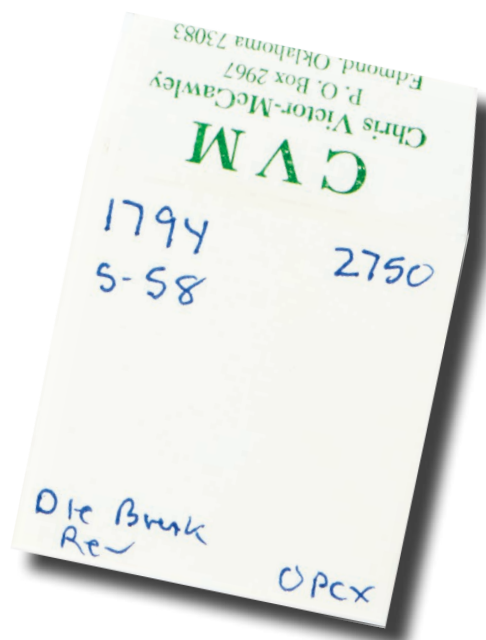 CVM
Chris Victor-McCawley
P. O. Box 2967
Edmond, Oklahoma 73083
1794 2750
S-58
Die Break
Rev OPCX